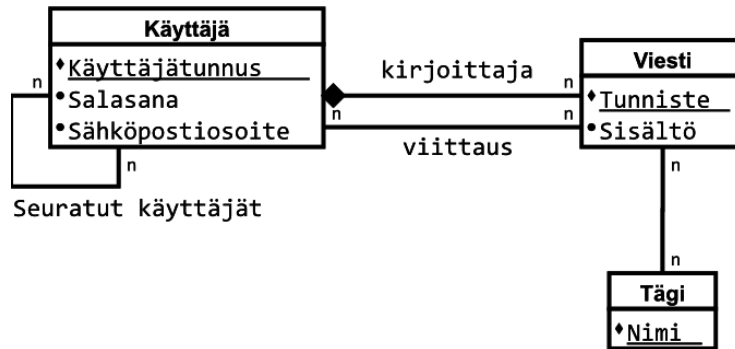 Käyttäjä
Käyttäjätunnus
Salasana
Sähköpostiosoite
n
n
Seuratut käyttäjät
kirjoittaja
n
n
n
viittaus
Viesti
Tunniste
Sisältö
n
n
Tägi
Nimi